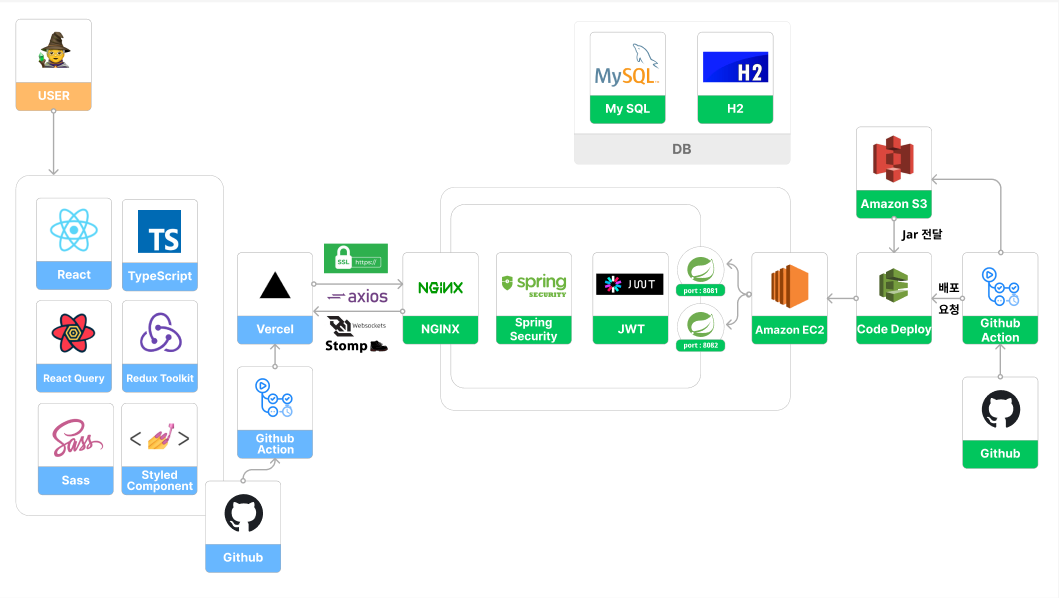 USER
MySQL
My SQL
H2
H2
DB
Amazon S3
Jar 전달
React
TS
TypeScript
React Query
Redux Toolkit
Sass
Sass
< >
Styled
Component
Vercel
SSL https://
axios
Websockets
Stomp
NGINX
NGINX
spring
SECURITY
Spring
Security
JWT
JWT
port : 8081
port : 8082
Amazon EC2
Code Deploy
배포
요청
Github
Action
Github
Github
Action
Github